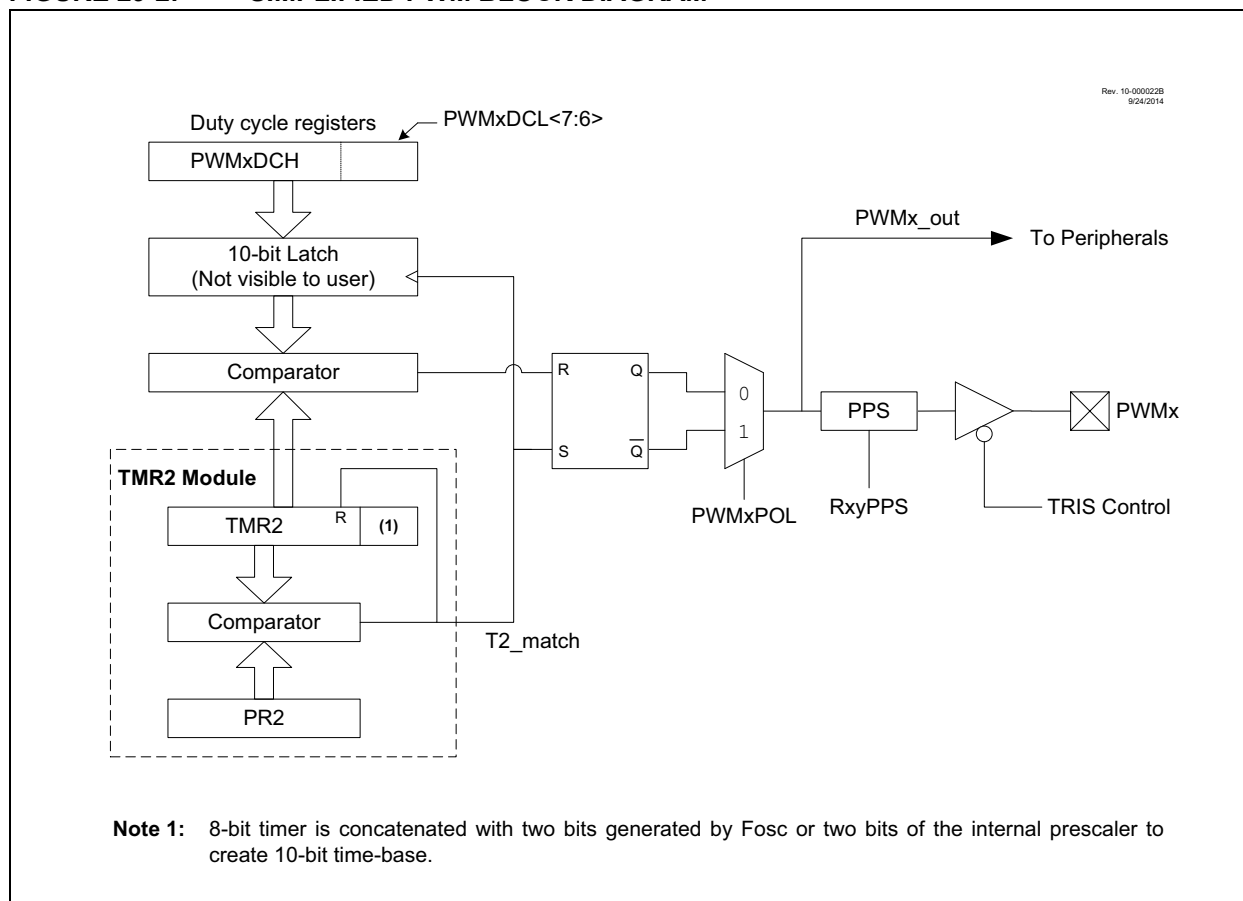 Rev. 10-000022B
9/24/2014
Duty cycle registers
PWMxDCL<7:6>
PWMxDCH
10-bit Latch
(Not visible to user)
Comparator
R
Q
S
Q
0
1
PWMx_out
To Peripherals
PPS
PWMx
PWMxPOL
RxyPPS
TRIS Control
TMR2 Module
TMR2
R
(1)
Comparator
T2_match
PR2
Note 1: 8-bit timer is concatenated with two bits generated by Fosc or two bits of the internal prescaler to
create 10-bit time-base.